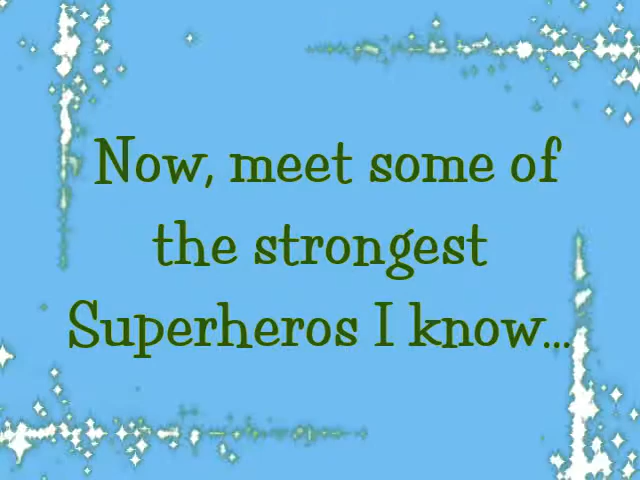 Now, meet some of
the strongest
Superheros I know...